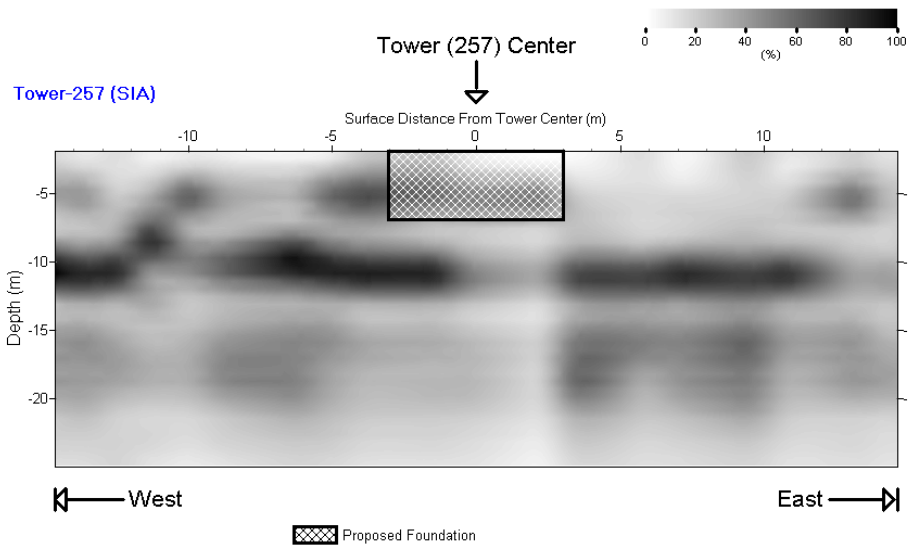 0 20 40 60 80 100
(%)
Tower (257) Center
Tower-257 (SIA)
Surface Distance From Tower Center (m)
-10 -5 0 5 10
-5
-10
-15
-20
Depth (m)
West East
Proposed Foundation